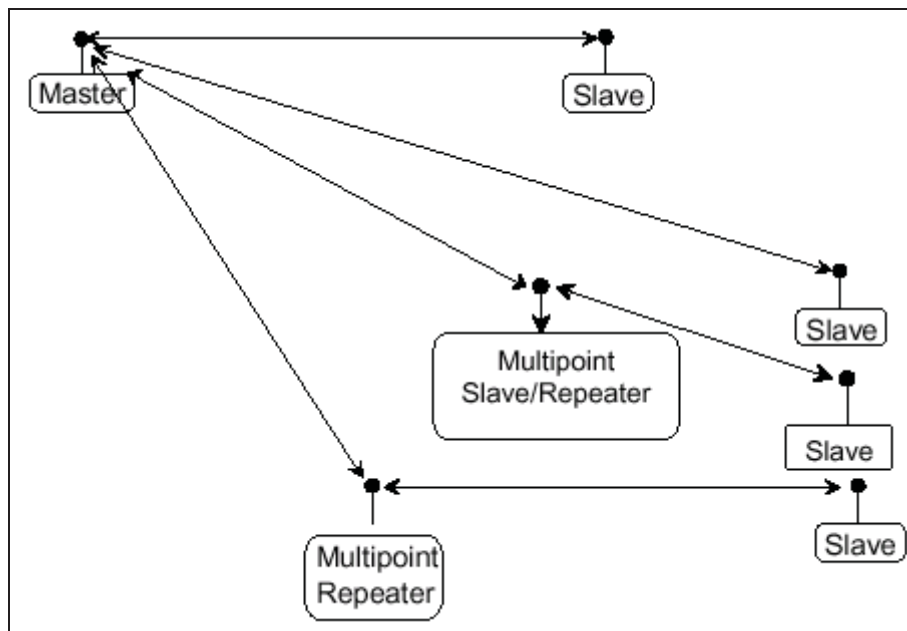 Master
Slave
Slave
Multipoint
Slave/Repeater
Slave
Slave
Multipoint
Repeater